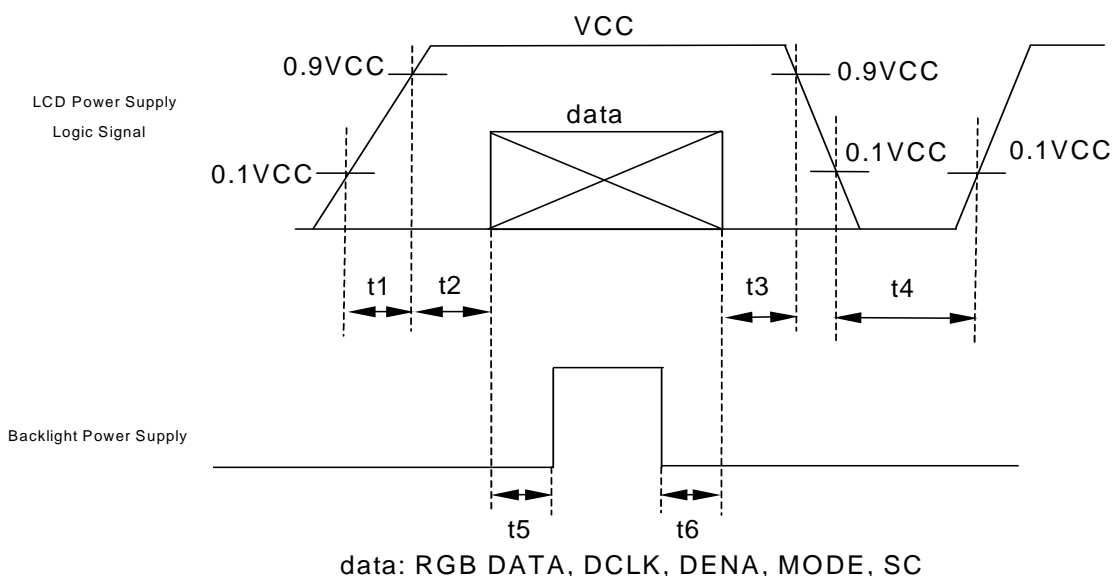 VCC
0.9VCC
0.9VCC
LCD Power Supply
Logic Signal
data
0.1VCC
0.1VCC
0.1VCC
t1
t2
t3
t4
Backlight Power Supply
t5
t6
data: RGB DATA, DCLK, DENA, MODE, SC